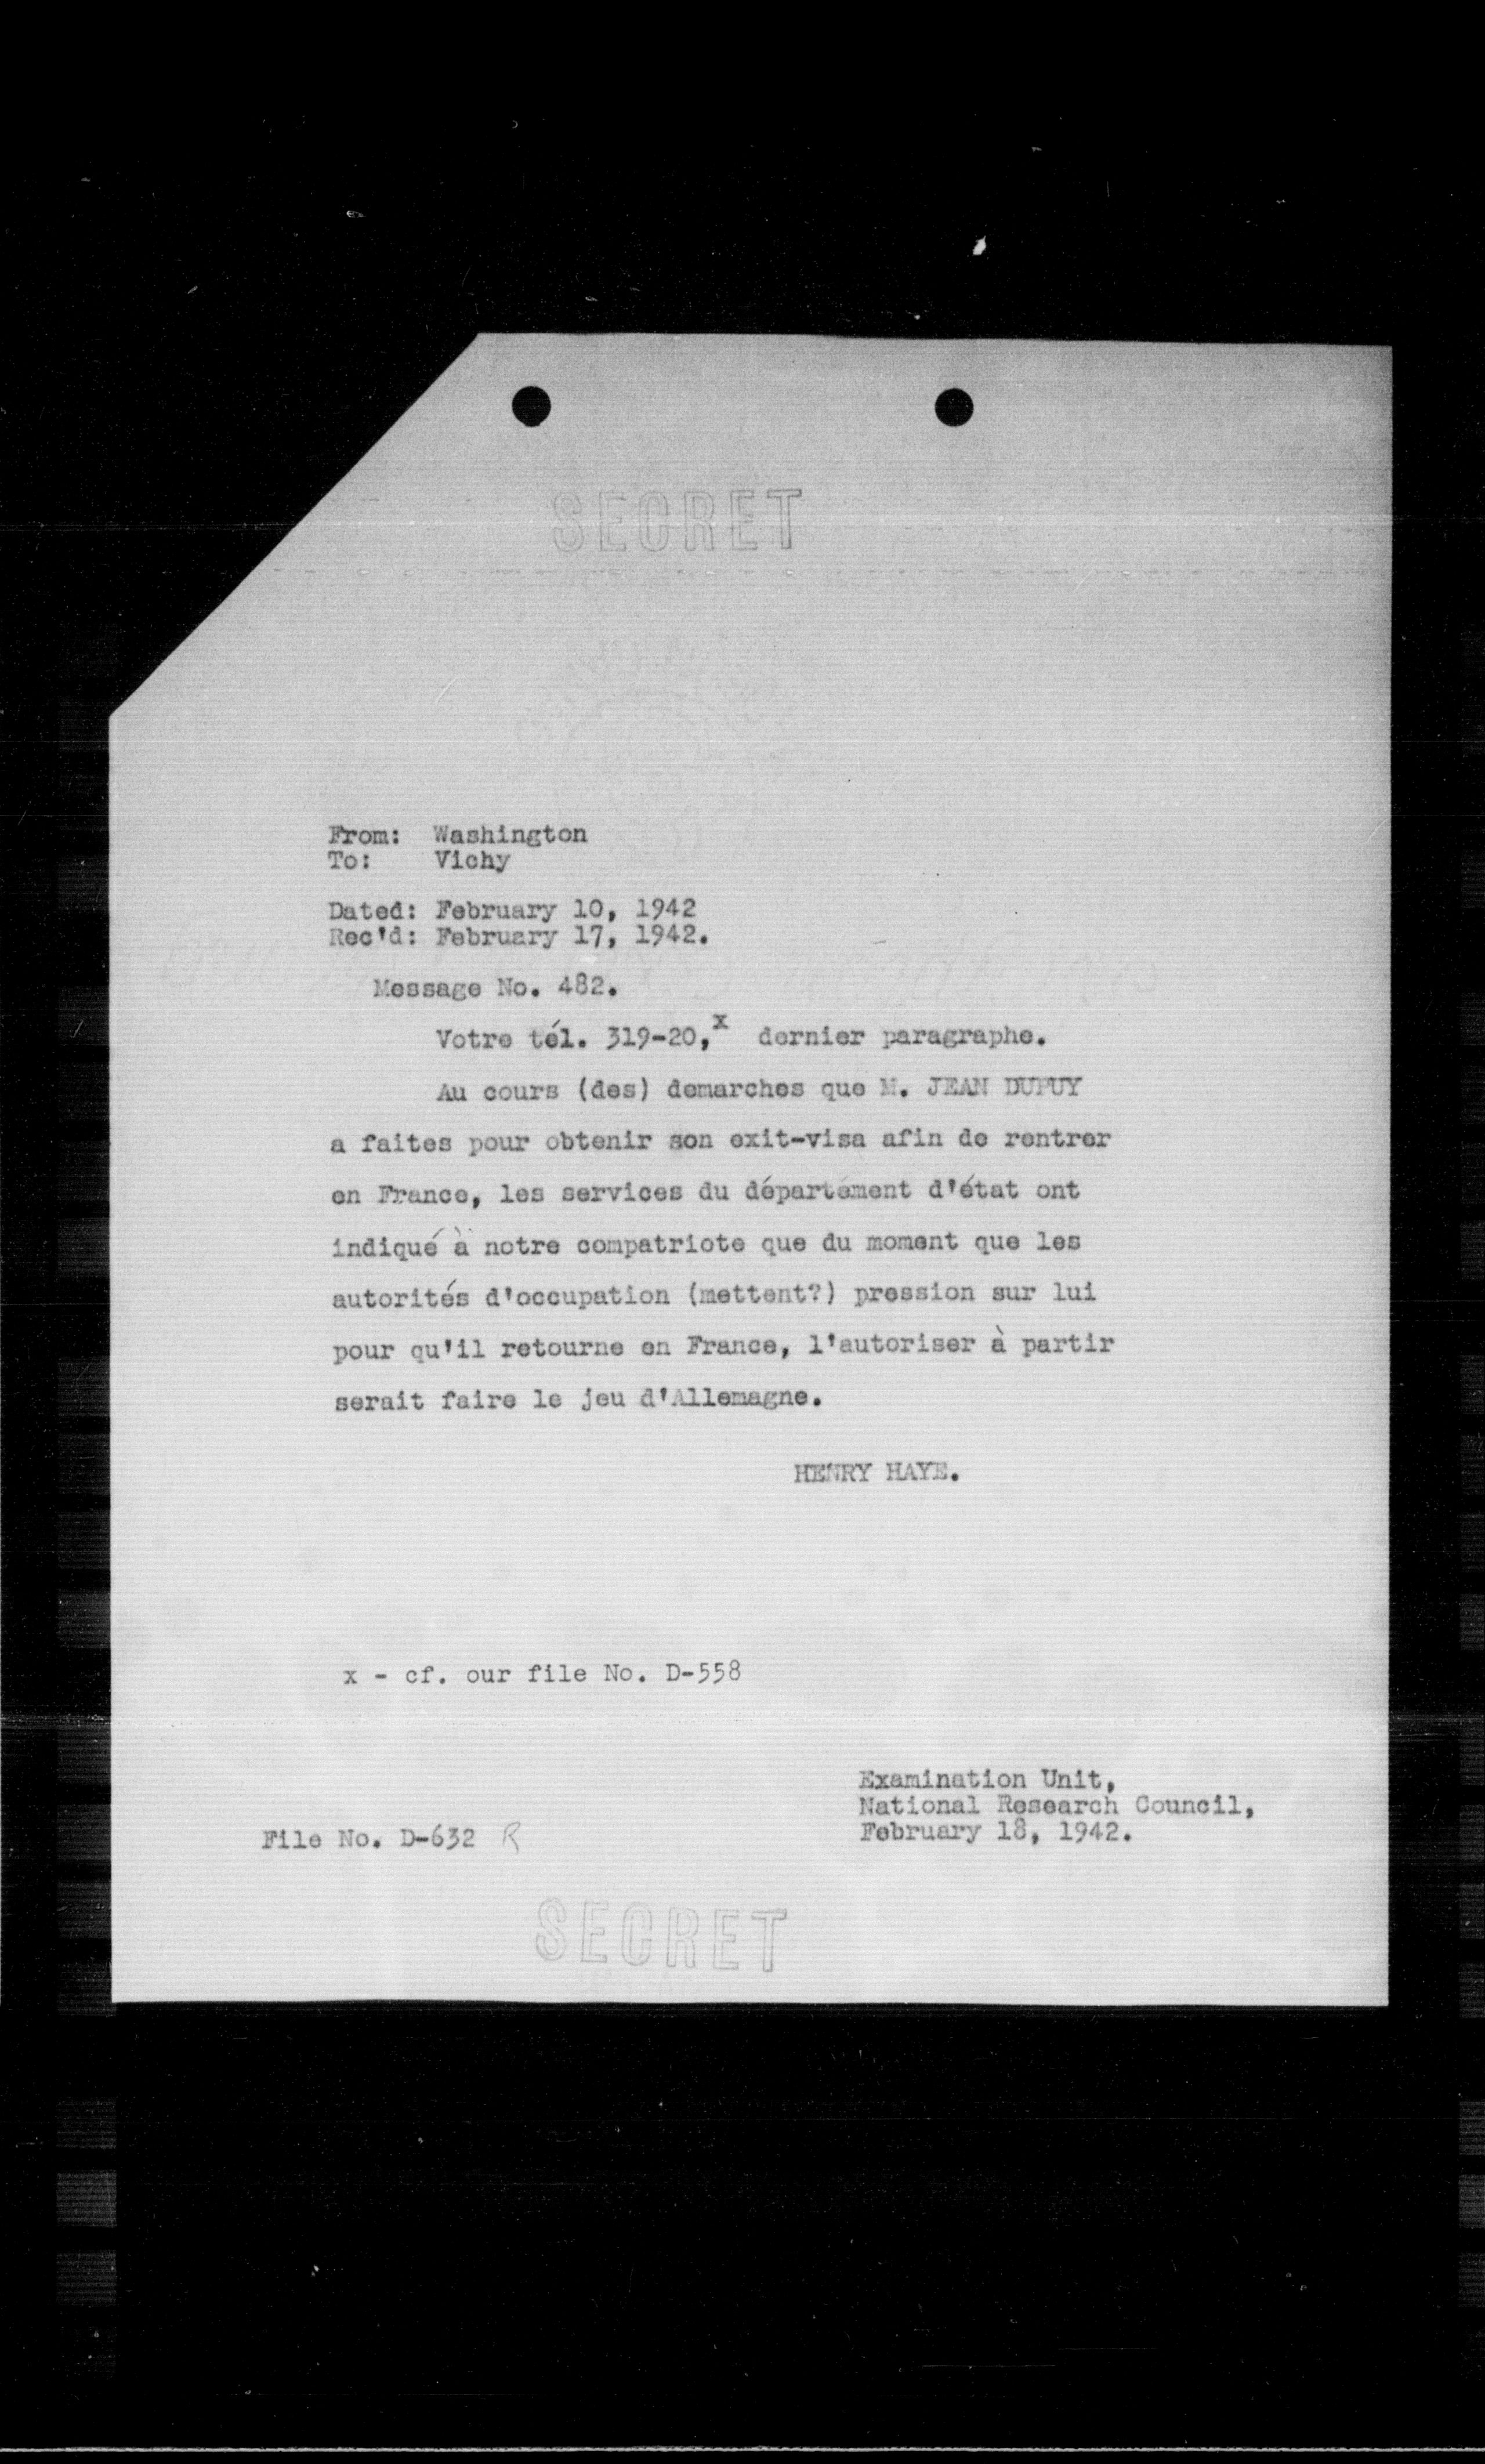 SECRET
From: Washington
To: Vichy
Dated: February 10, 1942
Rec'd: February 17, 1942.
Message No. 482.
Votre tél. 319-20,x dernier paragraphe.
Au cours (des) demarches que M. JEAN DUPUY
a faites pour obtenir son exit-visa afin de rentrer
en France, les services du département d'état ont
indiqué à notre compatriote que du moment que les
autorités d'occupation (mettent?) pression sur lui
pour qu'il retourne en France, l'autoriser à partir
serait faire le jeu d'Allemagne.
HENRY HAYE.
x - cf. our file No. D-558
Examination Unit,
National Research Council,
February 18, 1942.
File No. D-632 R
SECRET